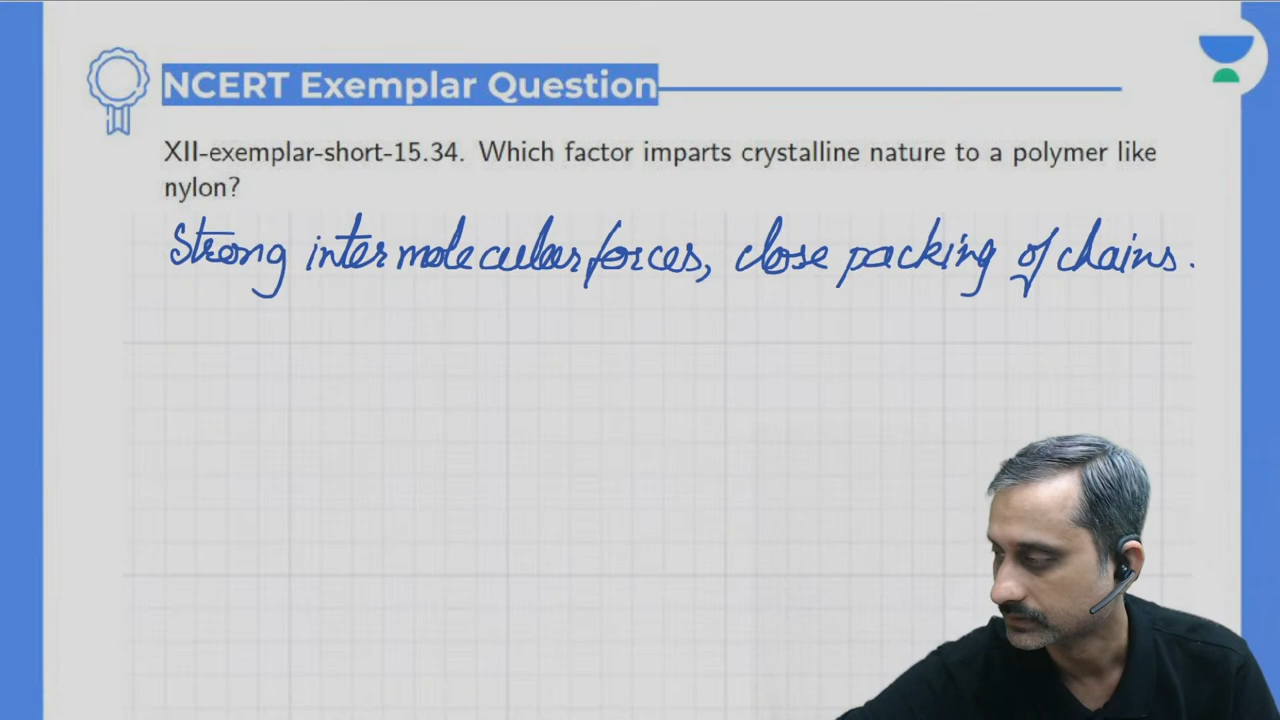 NCERT Exemplar Question
XII-exemplar-short-15.34. Which factor imparts crystalline nature to a polymer like
nylon?
Strong intermolecular forces, close packing of chains.